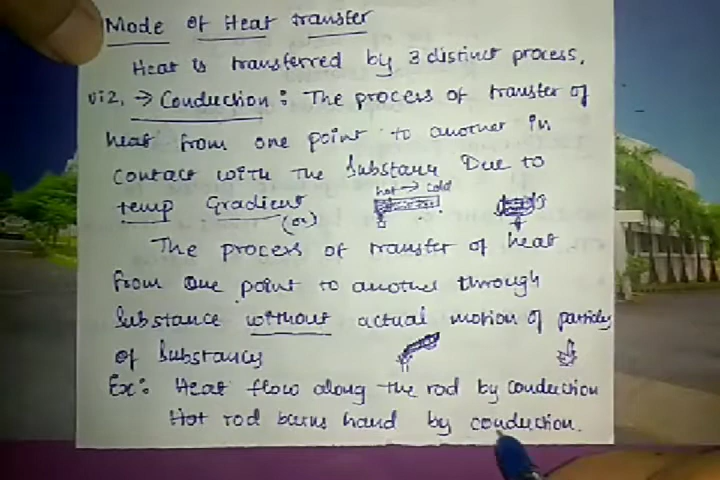 Mode of Heat transfer
Heat is transferred by 3 distinct process.
viz, → Conduction : The process of transfer of
heat from one point to another in
contact with the Substany Due to
hot → cold
temp Gradient
(or)
The process of transfer of heat
from one point to another through
Substance without actual motion of particles
of Substances
Ex: Heat flow along the rod by conduction
Hot rod burns hand by conduction.